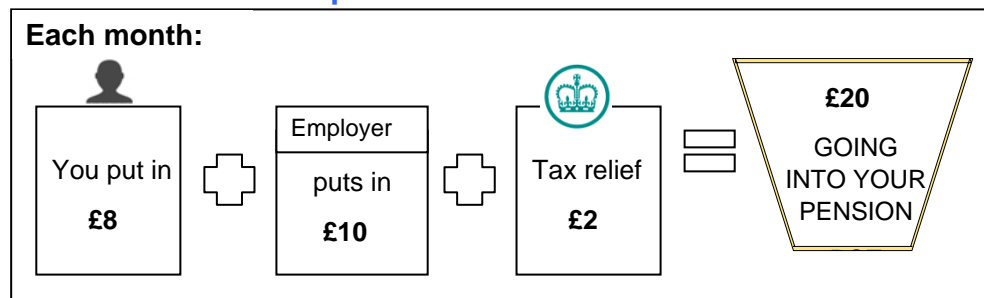 Each month:
You put in
£8
Employer
puts in
£10
Tax relief
£2
£20
GOING
INTO YOUR
PENSION